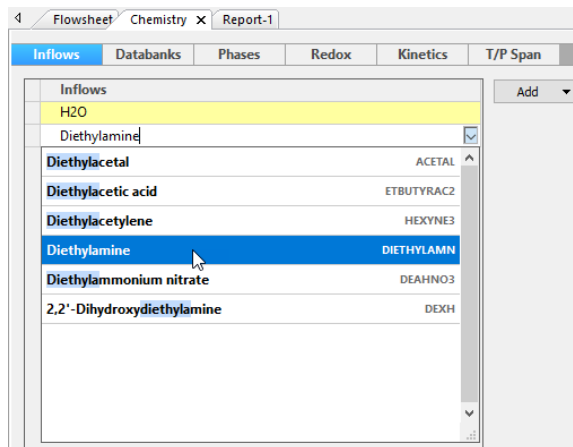 Flowsheet Chemistry Report-1
Inflows Databanks Phases Redox Kinetics T/P Span
Inflows
Add
H2O
Diethylamine
Diethylacetal ACETAL
Diethylacetic acid ETBUTYRAC2
Diethylacetylene HEXYNE3
Diethylamine DIETHYLAMN
Diethylammonium nitrate DEAHNO3
2,2'-Dihydroxydiethylamine DEXH